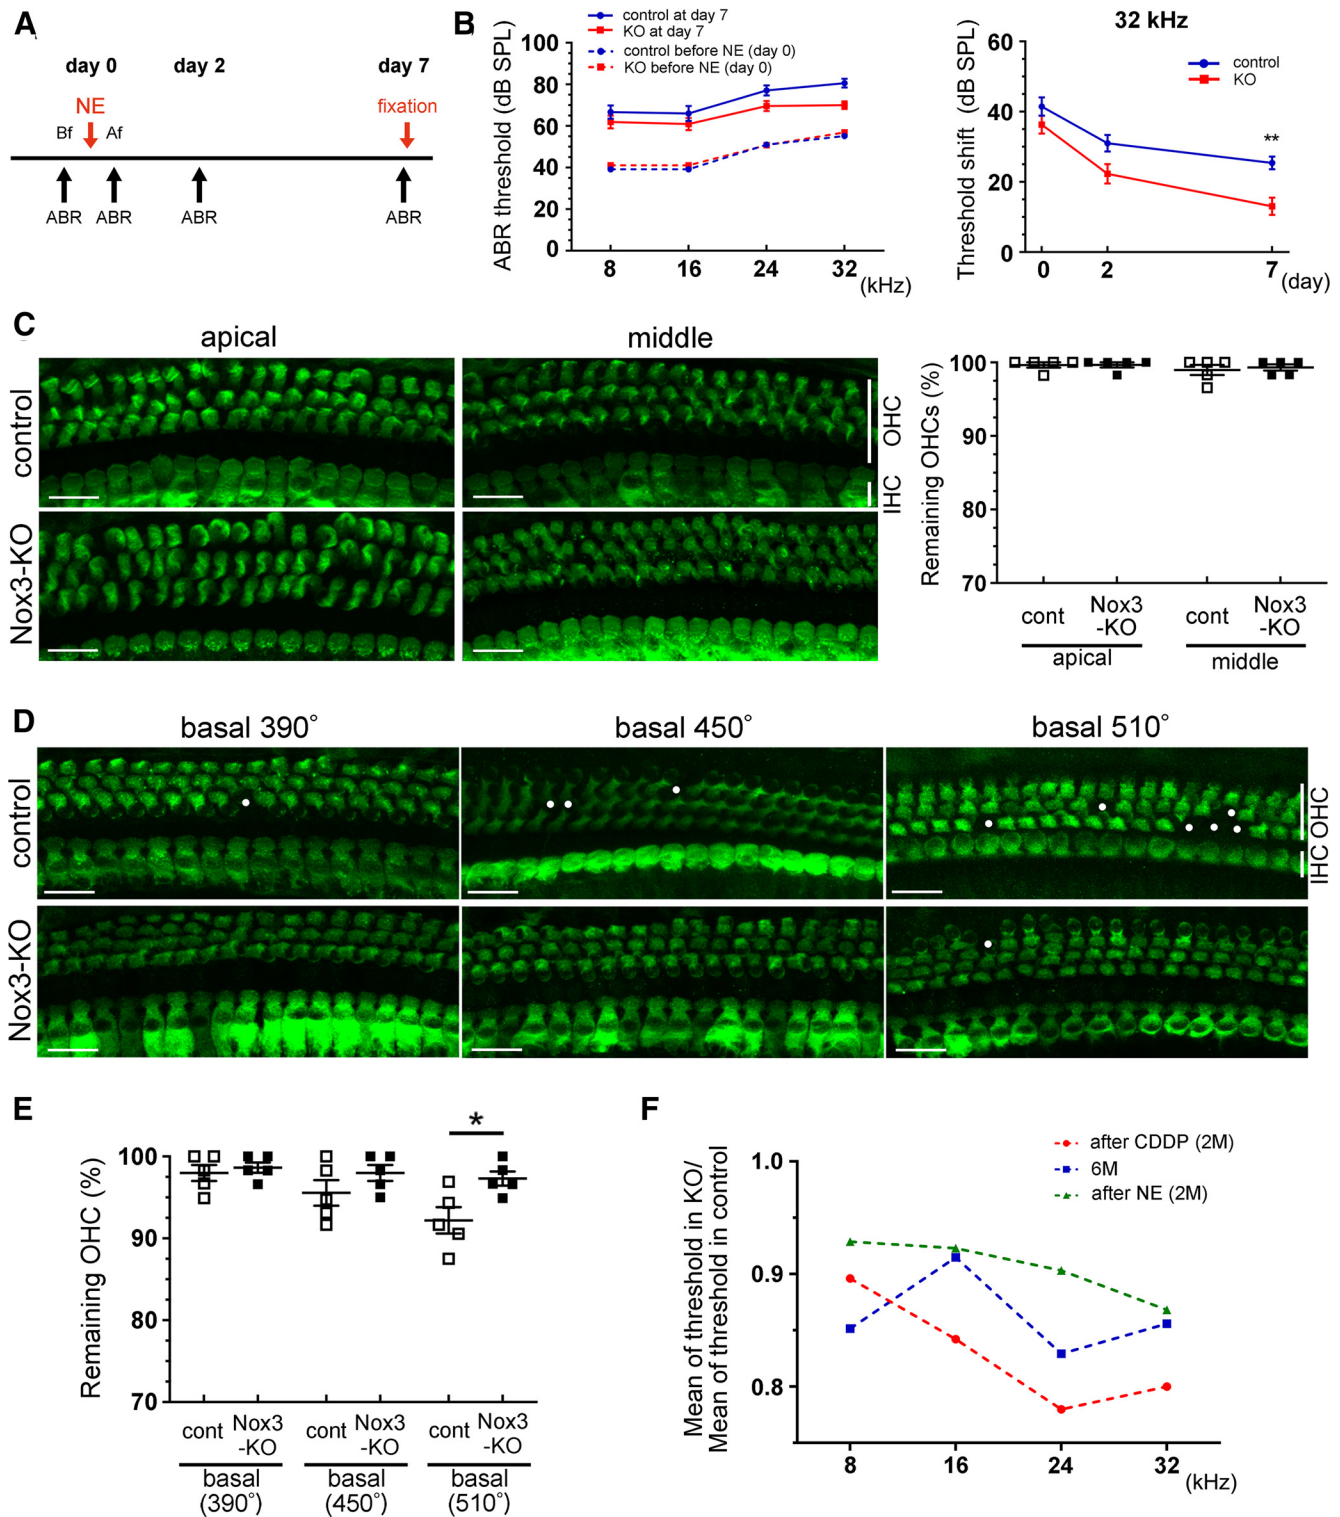 A
day 0
day 2
day 7
NE
fixation
Bf
Af
ABR
ABR
ABR
ABR
B
control at day 7
KO at day 7
control before NE (day 0)
KO before NE (day 0)
ABR threshold (dB SPL)
100
80
60
40
20
0
8
16
24
32
(kHz)
32 kHz
control
KO
Threshold shift (dB SPL)
60
40
20
0
**
0
2
7
(day)
C
apical
middle
control
Nox3-KO
OHC
IHC
Remaining OHCs (%)
100
90
80
70
cont
Nox3
-KO
cont
Nox3
-KO
apical
middle
D
basal 390°
basal 450°
basal 510°
control
Nox3-KO
OHC
IHC
E
*
Remaining OHC (%)
100
90
80
70
cont
Nox3
-KO
cont
Nox3
-KO
cont
Nox3
-KO
basal
(390°)
basal
(450°)
basal
(510°)
F
after CDDP (2M)
6M
after NE (2M)
Mean of threshold in KO/
Mean of threshold in control
1.0
0.9
0.8
8
16
24
32
(kHz)